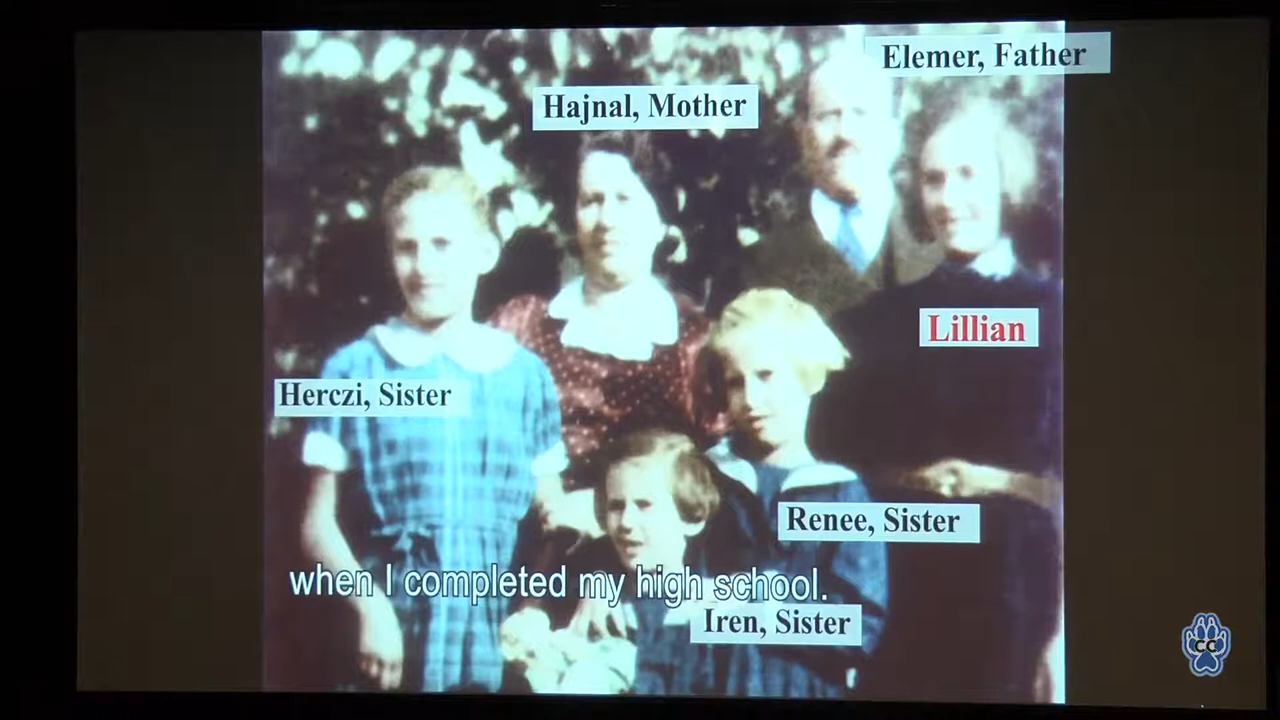 Elemer, Father
Hajnal, Mother
Lillian
Herczi, Sister
Renee, Sister
when I completed my high school.
Iren, Sister
CC